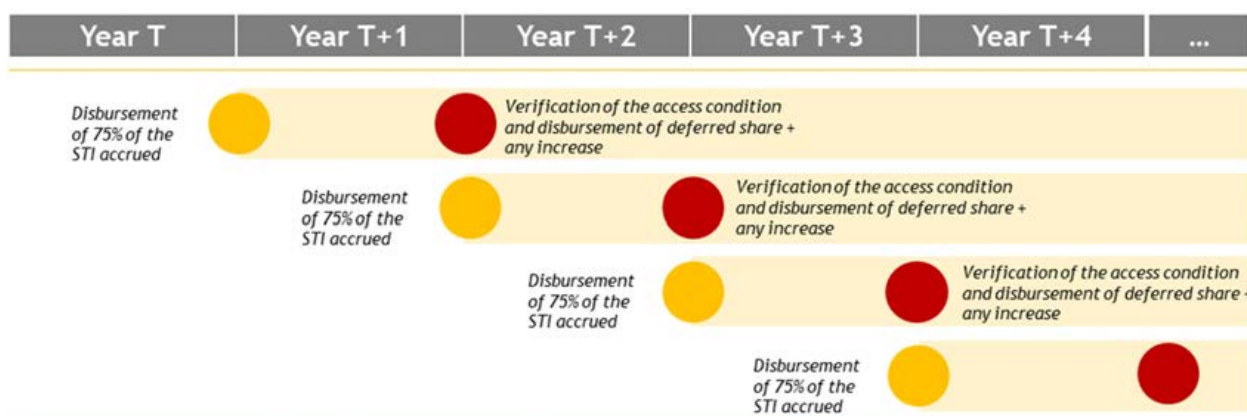 Year T Year T+1 Year T+2 Year T+3 Year T+4 ...
Disbursement
of 75% of the
STI accrued
Verification of the access condition
and disbursement of deferred share +
any increase
Disbursement
of 75% of the
STI accrued
Verification of the access condition
and disbursement of deferred share +
any increase
Disbursement
of 75% of the
STI accrued
Verification of the access condition
and disbursement of deferred share +
any increase
Disbursement
of 75% of the
STI accrued